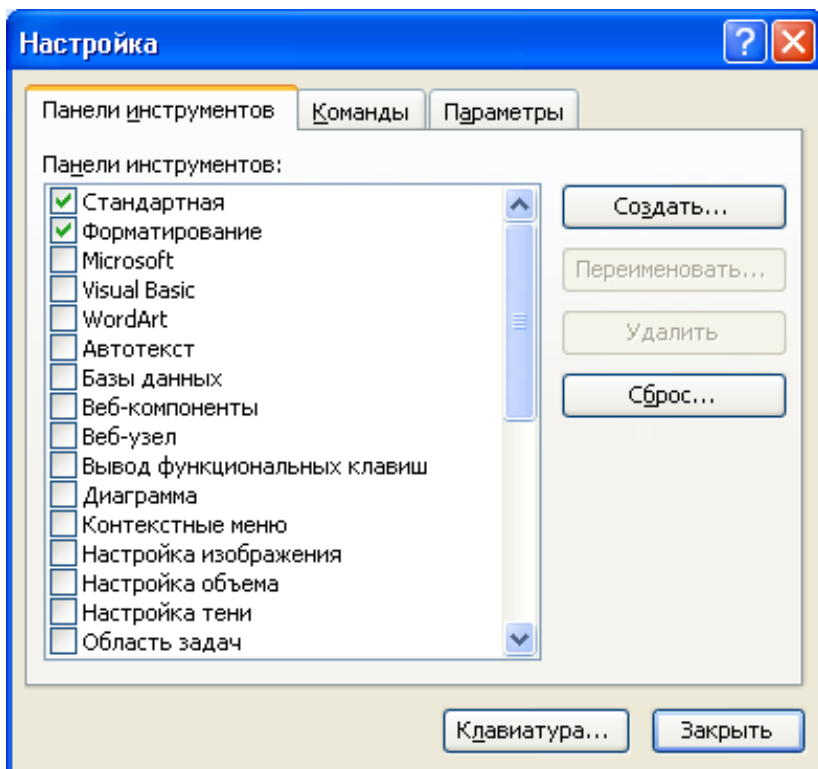 Настройка
Панели инструментов
Команды
Параметры
Панели инструментов:
Стандартная
Форматирование
Microsoft
Visual Basic
WordArt
Автотекст
Базы данных
Веб-компоненты
Веб-узел
Вывод функциональных клавиш
Диаграмма
Контекстные меню
Настройка изображения
Настройка объема
Настройка тени
Область задач
Создать...
Переименовать...
Удалить
Сброс...
Клавиатура...
Закрыть